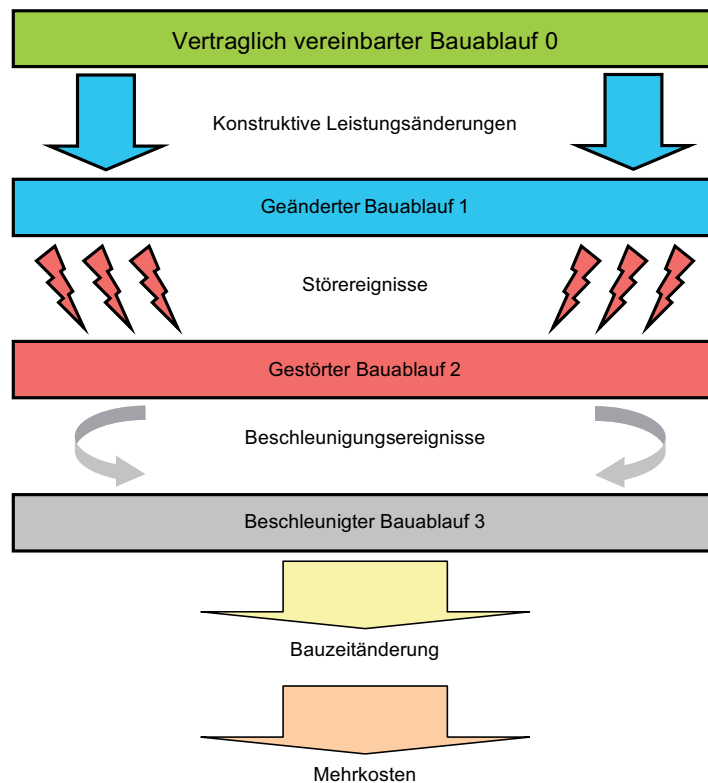 Vertraglich vereinbarter Bauablauf 0
Konstruktive Leistungsänderungen
Geänderter Bauablauf 1
Störereignisse
Gestörter Bauablauf 2
Beschleunigungsereignisse
Beschleunigter Bauablauf 3
Bauzeitänderung
Mehrkosten